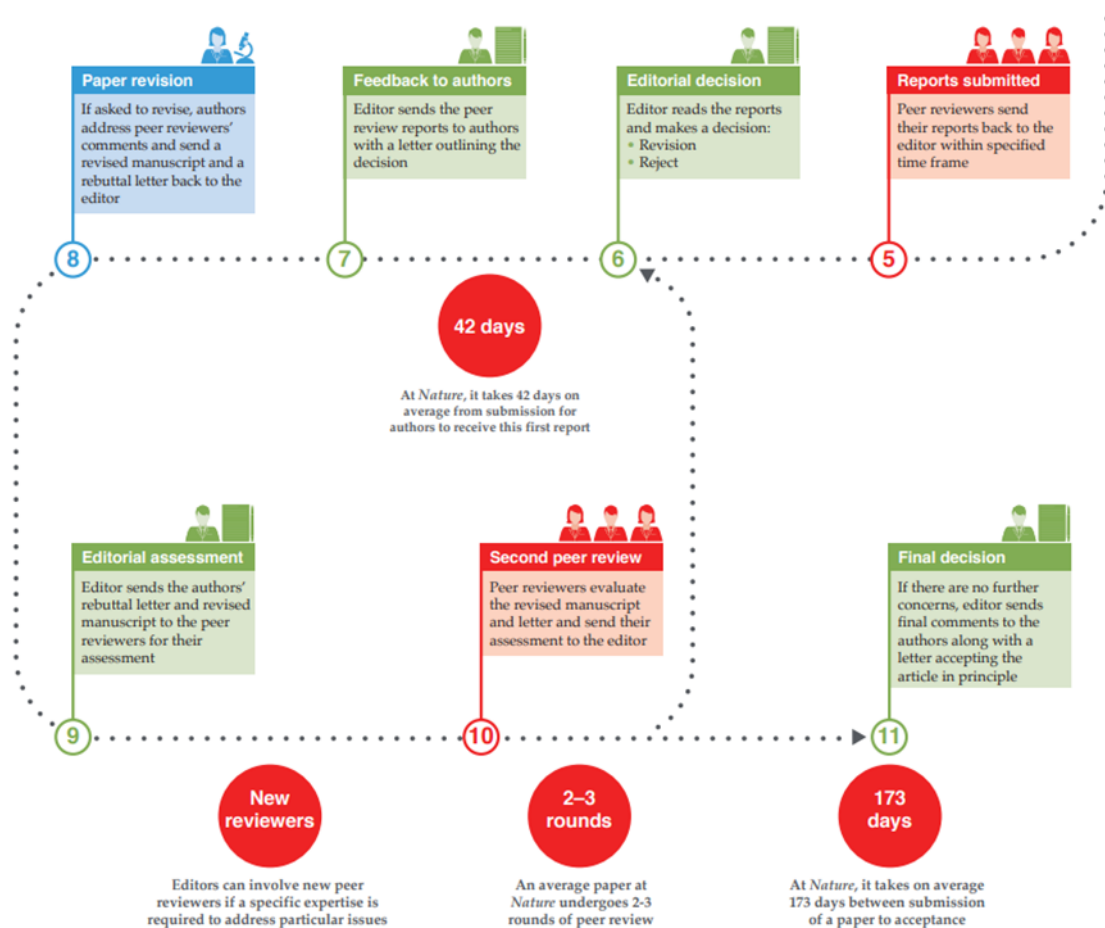 Paper revision
If asked to revise, authors
address peer reviewers'
comments and send a
revised manuscript and a
rebuttal letter back to the
editor
8
Feedback to authors
Editor sends the peer
review reports to authors
with a letter outlining the
decision
7
Editorial decision
Editor reads the reports
and makes a decision:
• Revision
• Reject
6
Reports submitted
Peer reviewers send
their reports back to the
editor within specified
time frame
5
42 days
At Nature, it takes 42 days on
average from submission for
authors to receive this first report
Editorial assessment
Editor sends the authors'
rebuttal letter and revised
manuscript to the peer
reviewers for their
assessment
9
Second peer review
Peer reviewers evaluate
the revised manuscript
and letter and send their
assessment to the editor
10
Final decision
If there are no further
concerns, editor sends
final comments to the
authors along with a
letter accepting the
article in principle
11
New
reviewers
Editors can involve new peer
reviewers if a specific expertise is
required to address particular issues
2–3
rounds
An average paper at
Nature undergoes 2-3
rounds of peer review
173
days
At Nature, it takes on average
173 days between submission
of a paper to acceptance